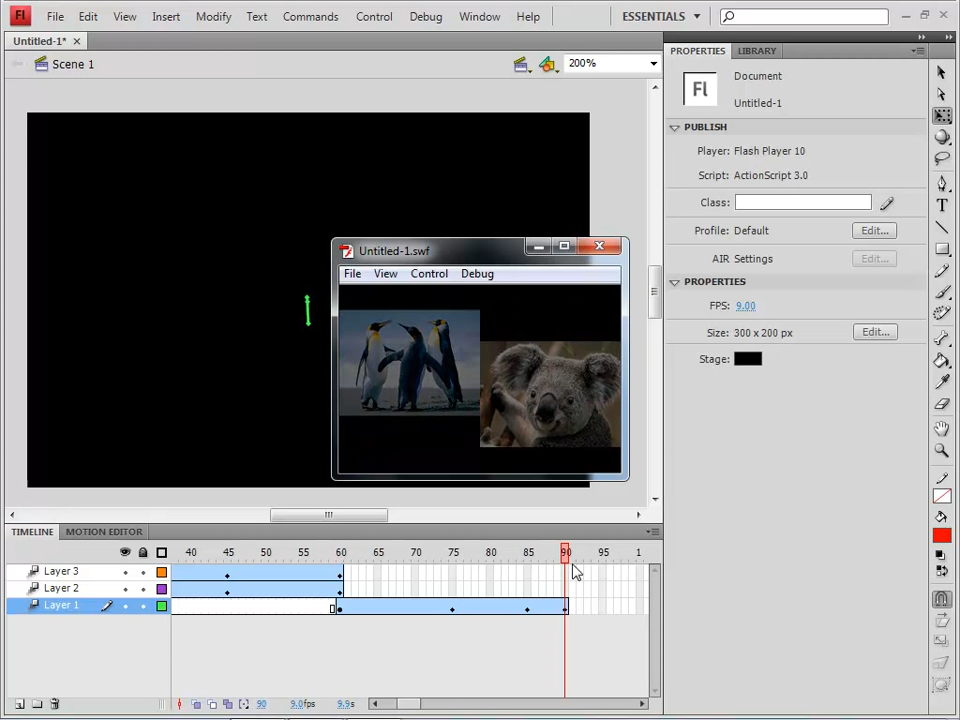 Fl File Edit View Insert Modify Text Commands Control Debug Window Help ESSENTIALS
Untitled-1*
Scene 1 200%
PROPERTIES LIBRARY
Fl Document
Untitled-1
PUBLISH
Player: Flash Player 10
Script: ActionScript 3.0
Class:
Profile: Default Edit...
AIR Settings Edit...
PROPERTIES
FPS: 9.00
Size: 300 x 200 px Edit...
Stage:
Untitled-1.swf
File View Control Debug
TIMELINE MOTION EDITOR
40 45 50 55 60 65 70 75 80 85 90 95 1
Layer 3
Layer 2
Layer 1
90 9.0fps 9.9s